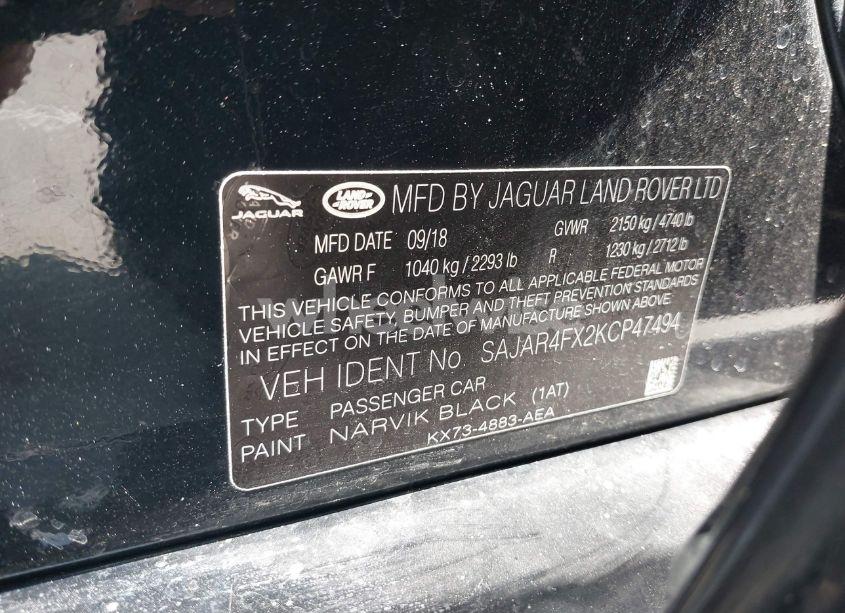 JAGUAR LAND ROVER MFD BY JAGUAR LAND ROVER LTD
MFD DATE 09/18 GVWR 2150 kg / 4740 lb
GAWR F 1040 kg / 2293 lb R 1230 kg / 2712 lb
THIS VEHICLE CONFORMS TO ALL APPLICABLE FEDERAL MOTOR
VEHICLE SAFETY, BUMPER AND THEFT PREVENTION STANDARDS
IN EFFECT ON THE DATE OF MANUFACTURE SHOWN ABOVE
VEH IDENT No SAJAR4FX2KCP47494
TYPE PASSENGER CAR
PAINT NARVIK BLACK (1AT)
KX73-4883-AEA